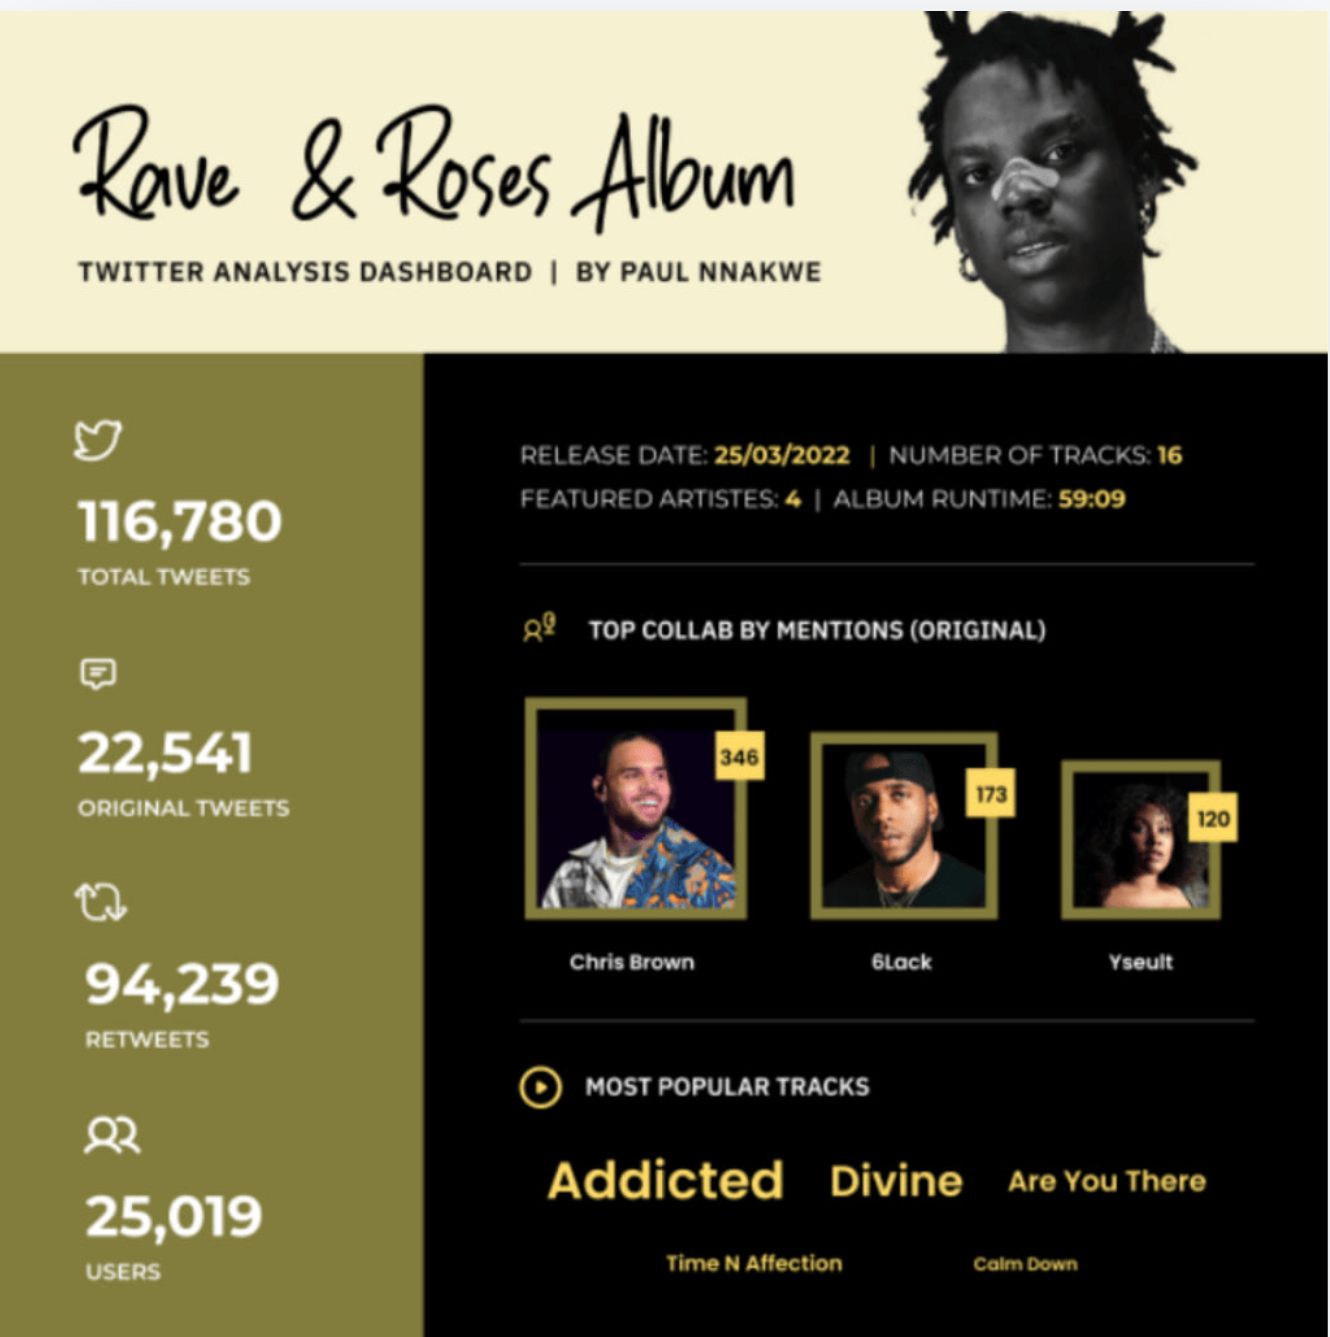 Rave & Roses Album
TWITTER ANALYSIS DASHBOARD | BY PAUL NNAKWE
116,780
TOTAL TWEETS
22,541
ORIGINAL TWEETS
94,239
RETWEETS
25,019
USERS
RELEASE DATE: 25/03/2022 | NUMBER OF TRACKS: 16
FEATURED ARTISTES: 4 | ALBUM RUNTIME: 59:09
TOP COLLAB BY MENTIONS (ORIGINAL)
346
173
120
Chris Brown
6Lack
Yseult
MOST POPULAR TRACKS
Addicted Divine Are You There
Time N Affection Calm Down